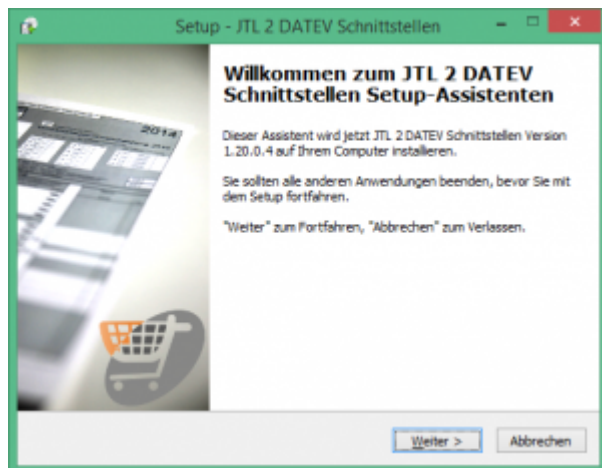 Setup - JTL 2 DATEV Schnittstellen
2014
Willkommen zum JTL 2 DATEV
Schnittstellen Setup-Assistenten
Dieser Assistent wird jetzt JTL 2 DATEV Schnittstellen Version
1.20.0.4 auf Ihrem Computer installieren.
Sie sollten alle anderen Anwendungen beenden, bevor Sie mit
dem Setup fortfahren.
"Weiter" zum Fortfahren, "Abbrechen" zum Verlassen.
Weiter >
Abbrechen